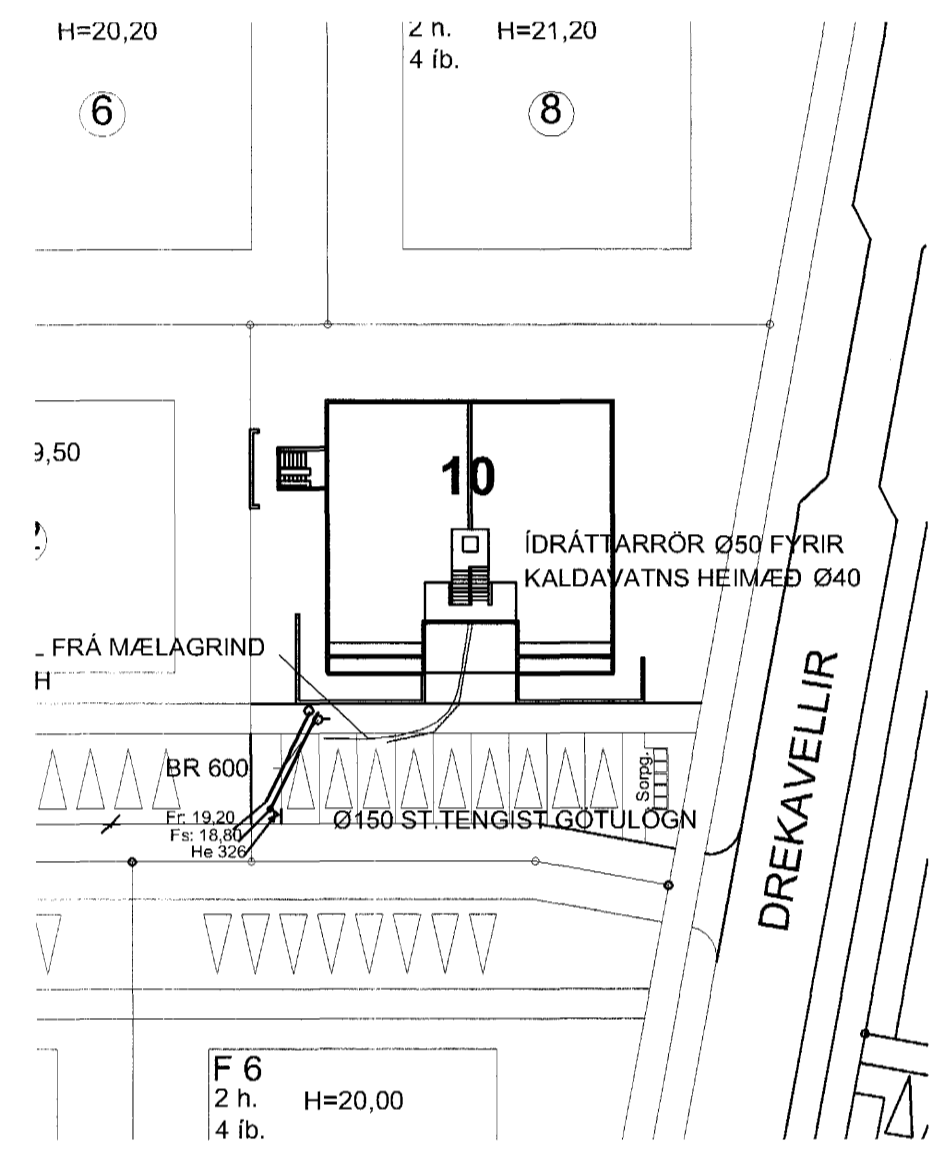 H=20,20
2 h. H=21,20
4 íb.
6
8
9,50
10
ÍDRÁTTARRÖR Ø50 FYRIR
KALDAVATNS HEIMÆÐ Ø40
FRÁ MÆLAGRIND
H
DREKAVELLIR
BR 600
Sorpg.
Fr: 19,20
Ø150 ST.TENGIST GÖTULÖGN
Fs: 18,80
He 326
F 6
2 h. H=20,00
4 íb.